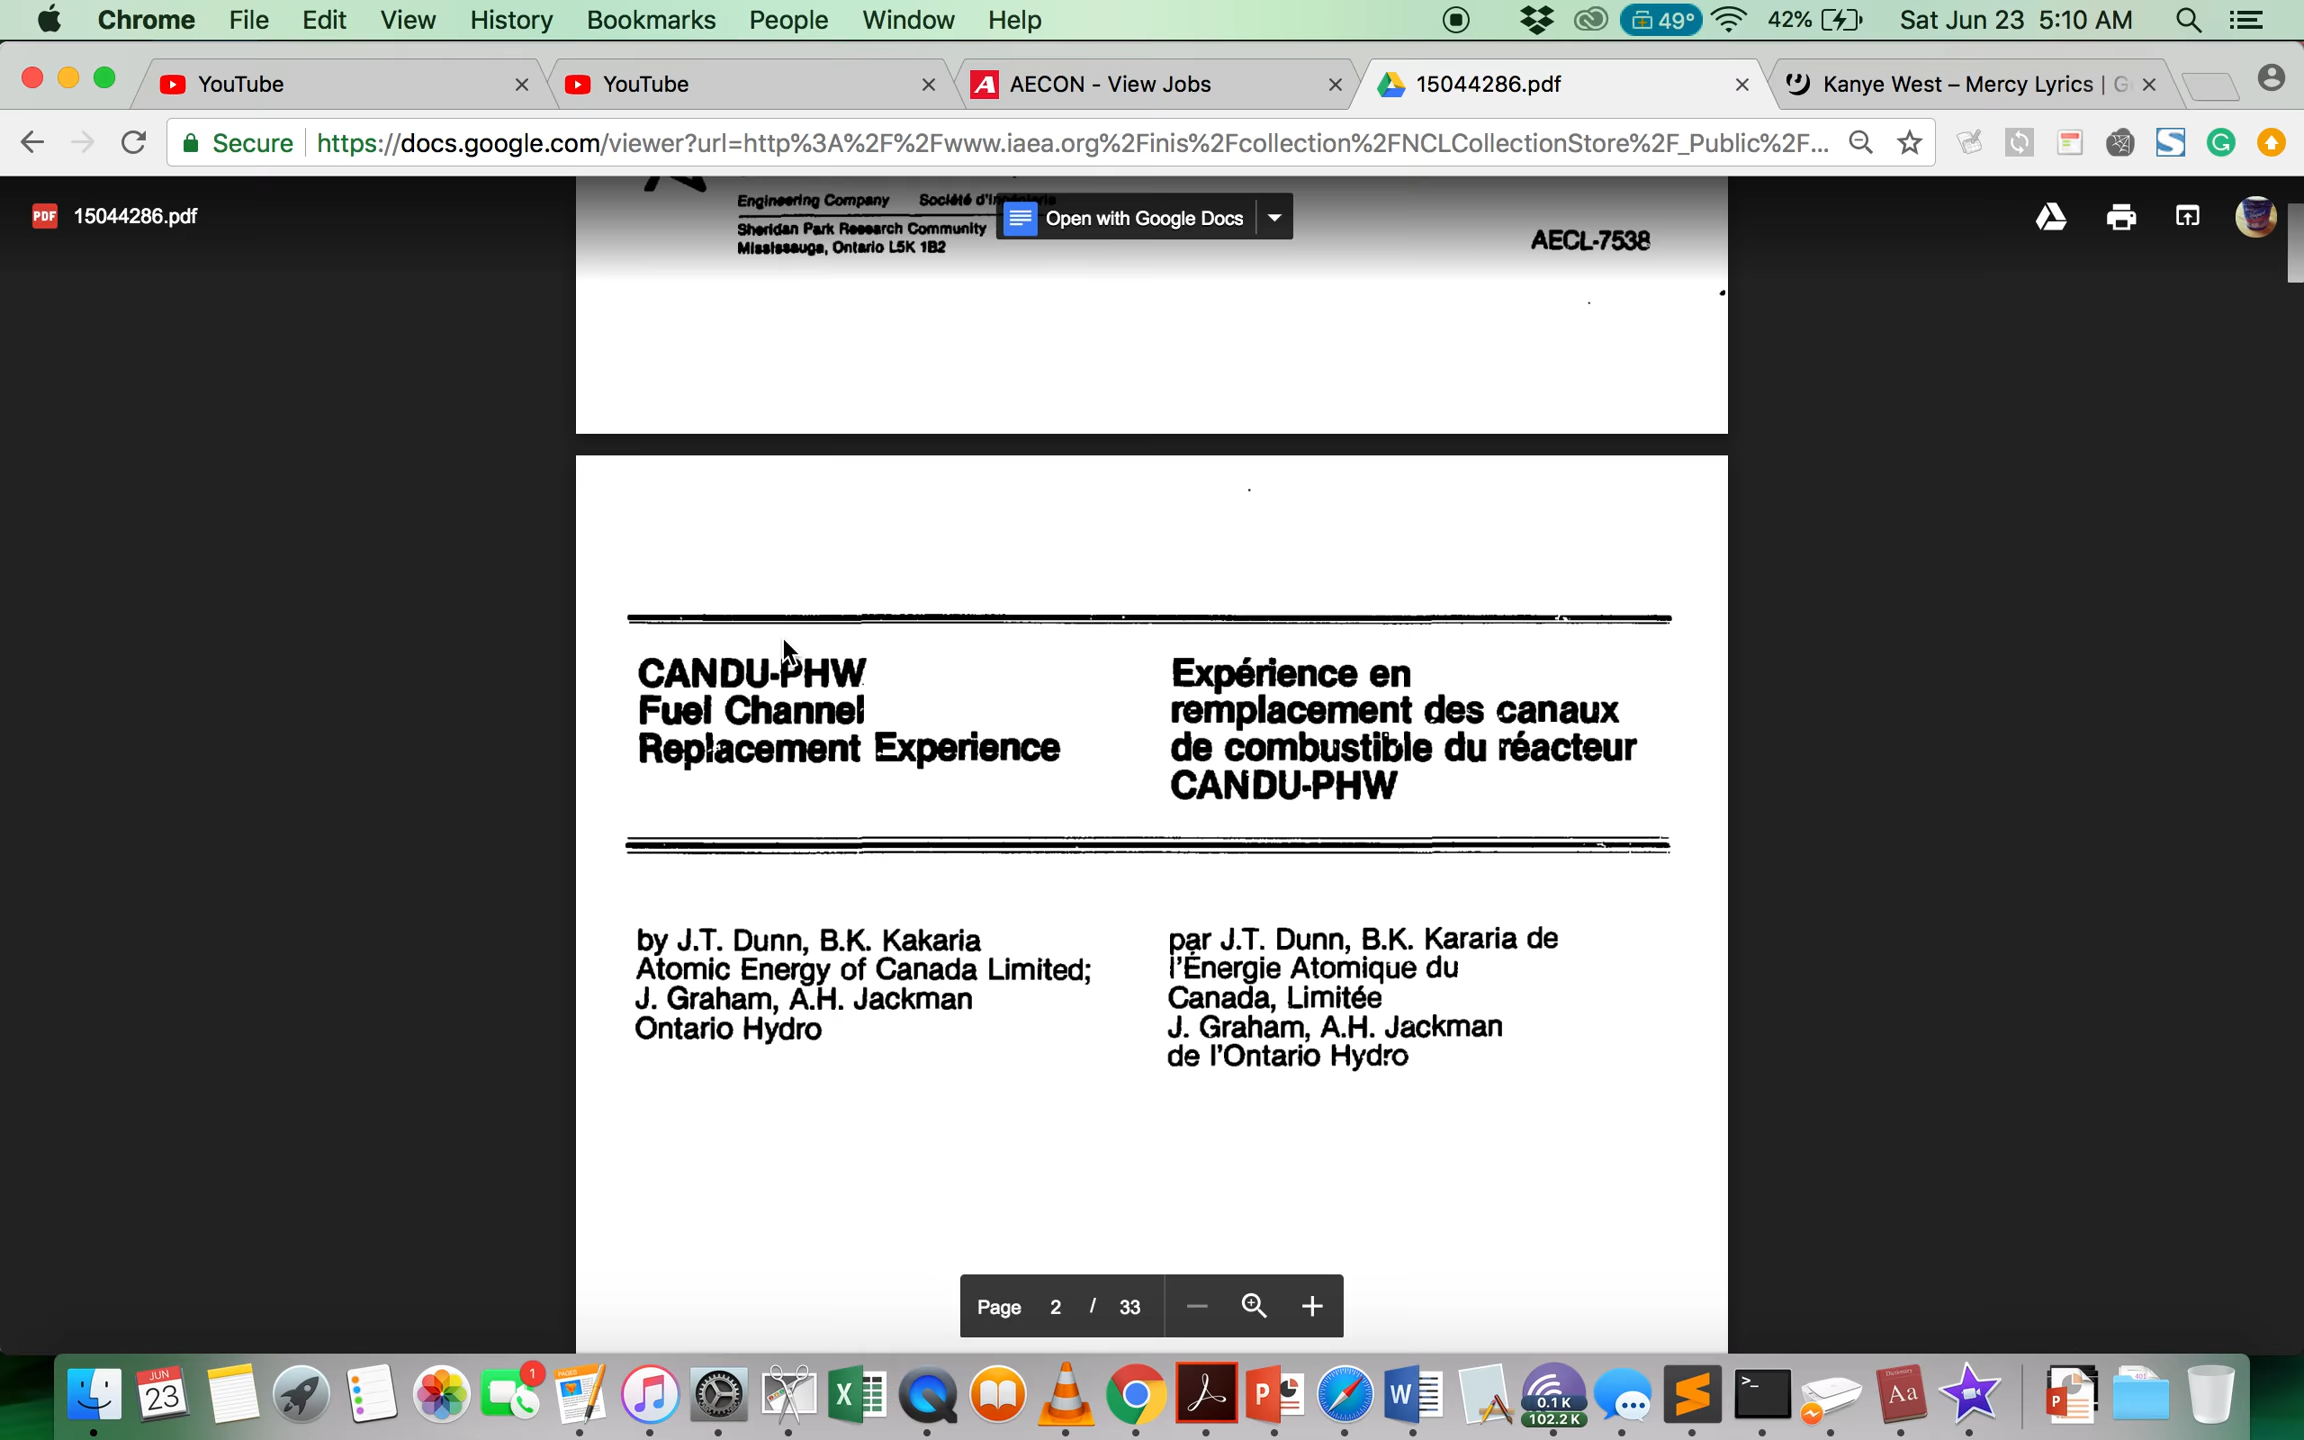 Chrome File Edit View History Bookmarks People Window Help 49° 42% Sat Jun 23 5:10 AM
YouTube YouTube AECON - View Jobs 15044286.pdf Kanye West – Mercy Lyrics | G
Secure https://docs.google.com/viewer?url=http%3A%2F%2Fwww.iaea.org%2Finis%2Fcollection%2FNCLCollectionStore%2F_Public%2F...
PDF 15044286.pdf
Engineering Company Société
Open with Google Docs
Sheridan Park Research Community
Mississauga, Ontario L5K 1B2
AECL-7538
CANDU-PHW
Fuel Channel
Replacement Experience
Expérience en
remplacement des canaux
de combustible du réacteur
CANDU-PHW
by J.T. Dunn, B.K. Kakaria
Atomic Energy of Canada Limited;
J. Graham, A.H. Jackman
Ontario Hydro
par J.T. Dunn, B.K. Kararia de
l'Énergie Atomique du
Canada, Limitée
J. Graham, A.H. Jackman
de l'Ontario Hydro
Page 2 / 33
JUN
23
1
PAGES
0.1 K
102.2 K
Aa
401